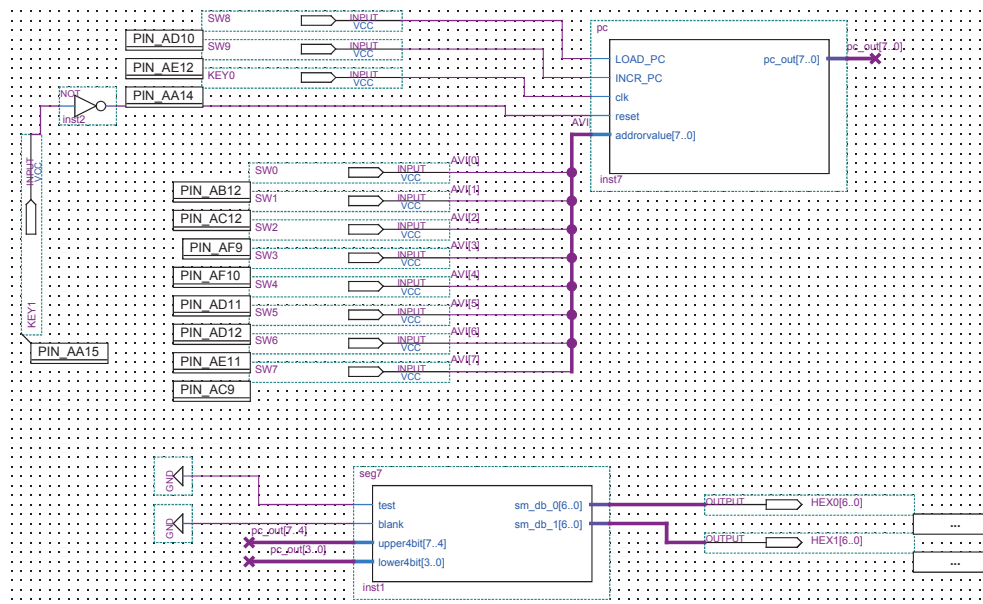 SW8
INPUT
VCC
pc
PIN_AD10
SW9
INPUT
VCC
pc_out[7..0]
LOAD_PC
pc_out[7..0]
PIN_AE12
KEY0
INPUT
VCC
INCR_PC
NOT
PIN_AA14
clk
inst2
reset
AVI
addrorvalue[7..0]
INPUT
VCC
inst7
SW0
INPUT
VCC
AVI[0]
PIN_AB12
SW1
INPUT
VCC
AVI[1]
PIN_AC12
SW2
INPUT
VCC
AVI[2]
PIN_AF9
SW3
INPUT
VCC
AVI[3]
PIN_AF10
SW4
INPUT
VCC
AVI[4]
PIN_AD11
SW5
INPUT
VCC
AVI[5]
KEY1
PIN_AD12
SW6
INPUT
VCC
AVI[6]
PIN_AA15
PIN_AE11
SW7
INPUT
VCC
AVI[7]
PIN_AC9
seg7
GND
test
sm_db_0[6..0]
OUTPUT
HEX0[6..0]
GND
blank
sm_db_1[6..0]
...
pc_out[7..4]
upper4bit[7..4]
OUTPUT
HEX1[6..0]
pc_out[3..0]
lower4bit[3..0]
...
inst1